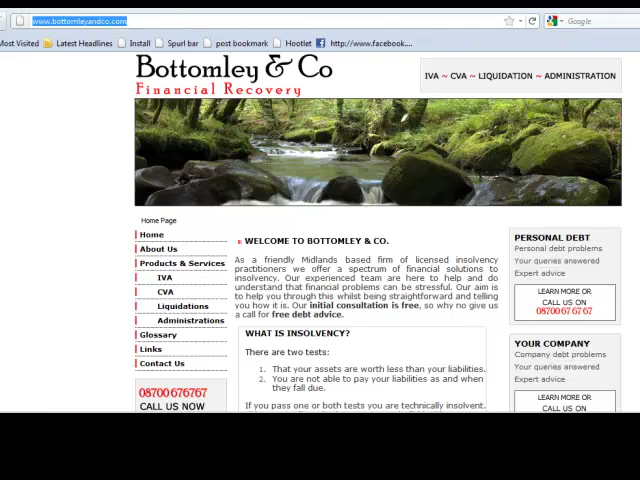 www.bottomleyandco.com
Google
Most Visited Latest Headlines Install Spurl bar post bookmark Hootlet http://www.facebook....
Bottomley & Co
Financial Recovery
IVA ~ CVA ~ LIQUIDATION ~ ADMINISTRATION
Home Page
Home
About Us
Products & Services
IVA
CVA
Liquidations
Administrations
Glossary
Links
Contact Us
08700 676767
CALL US NOW
WELCOME TO BOTTOMLEY & CO.
As a friendly Midlands based firm of licensed insolvency
practitioners we offer a spectrum of financial solutions to
insolvency. Our experienced team are here to help and do
understand that financial problems can be stressful. Our aim is
to help you through this whilst being straightforward and telling
you how it is. Our initial consultation is free, so why no give us
a call for free debt advice.
WHAT IS INSOLVENCY?
There are two tests:
1. That your assets are worth less than your liabilities.
2. You are not able to pay your liabilities as and when
they fall due.
If you pass one or both tests you are technically insolvent.
PERSONAL DEBT
Personal debt problems
Your queries answered
Expert advice
LEARN MORE OR
CALL US ON
08700 67 67 67
YOUR COMPANY
Company debt problems
Your queries answered
Expert advice
LEARN MORE OR
CALL US ON